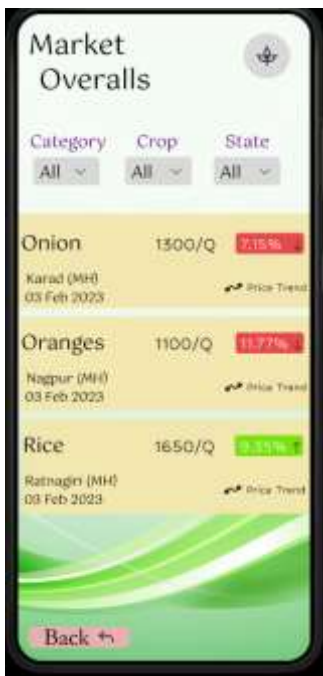 Market
Overalls
Category Crop State
All All All
Onion 1300/Q 7.15%
Karad (MH)
03 Feb 2023 Price Trend
Oranges 1100/Q 11.77%
Nagpur (MH)
03 Feb 2023 Price Trend
Rice 1650/Q
Ratnagiri (MH)
03 Feb 2023 Price Trend
Back